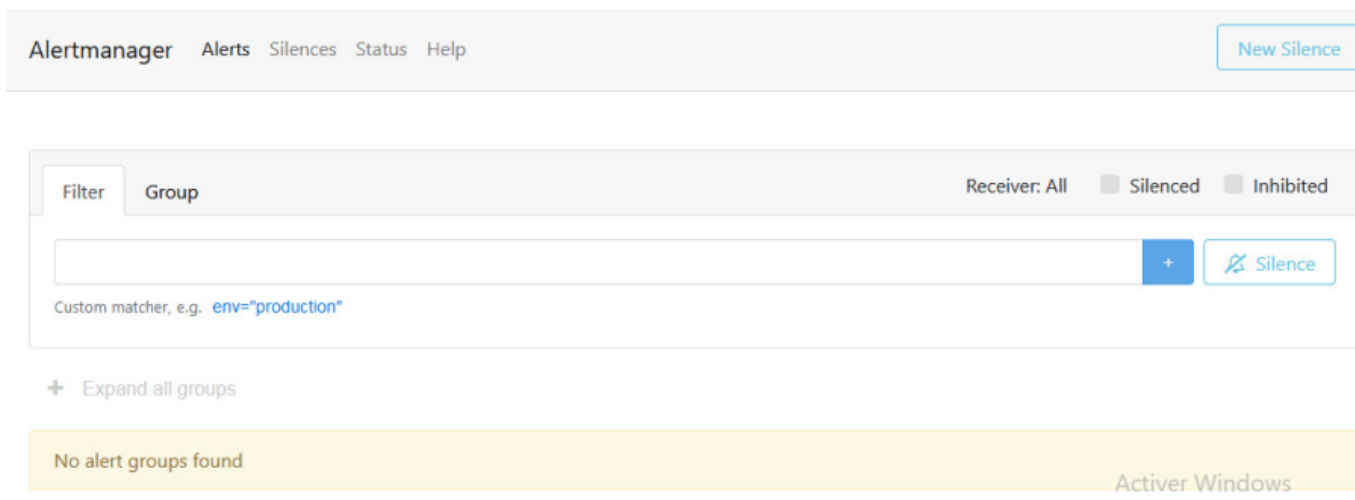 Alertmanager Alerts Silences Status Help New Silence
Filter Group Receiver: All Silenced Inhibited
+ Silence
Custom matcher, e.g. env="production"
+ Expand all groups
No alert groups found
Activer Windows